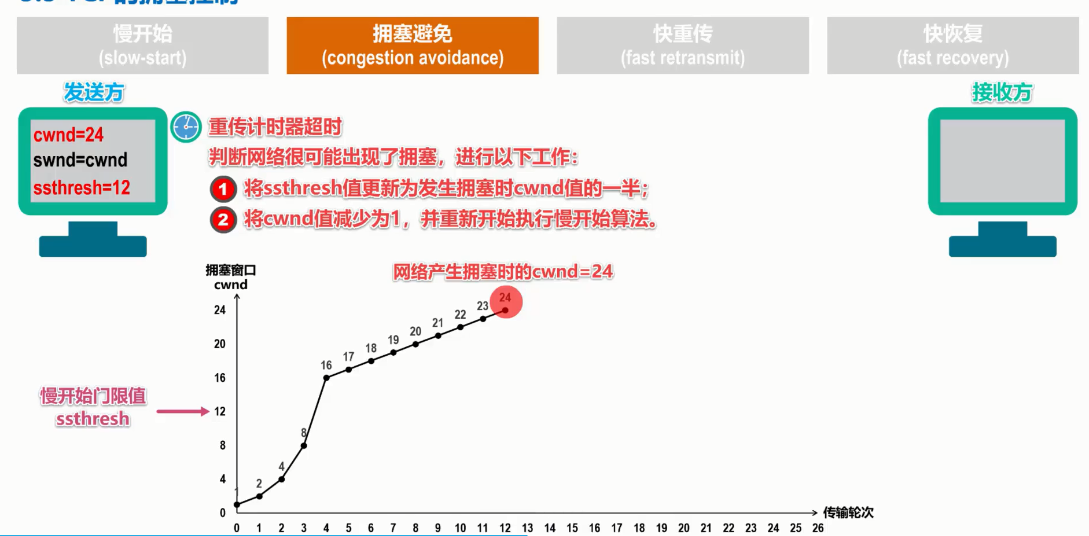 TCP的拥塞控制
慢开始
(slow-start)
拥塞避免
(congestion avoidance)
快重传
(fast retransmit)
快恢复
(fast recovery)
发送方
接收方
cwnd=24
swnd=cwnd
ssthresh=12
重传计时器超时
判断网络很可能出现了拥塞，进行以下工作：
1 将ssthresh值更新为发生拥塞时cwnd值的一半；
2 将cwnd值减少为1，并重新开始执行慢开始算法。
拥塞窗口
cwnd
网络产生拥塞时的cwnd=24
24
20
16
12
8
4
0
2
4
8
16
17
18
19
20
21
22
23
24
慢开始门限值
ssthresh
0 1 2 3 4 5 6 7 8 9 10 11 12 13 14 15 16 17 18 19 20 21 22 23 24 25 26
传输轮次